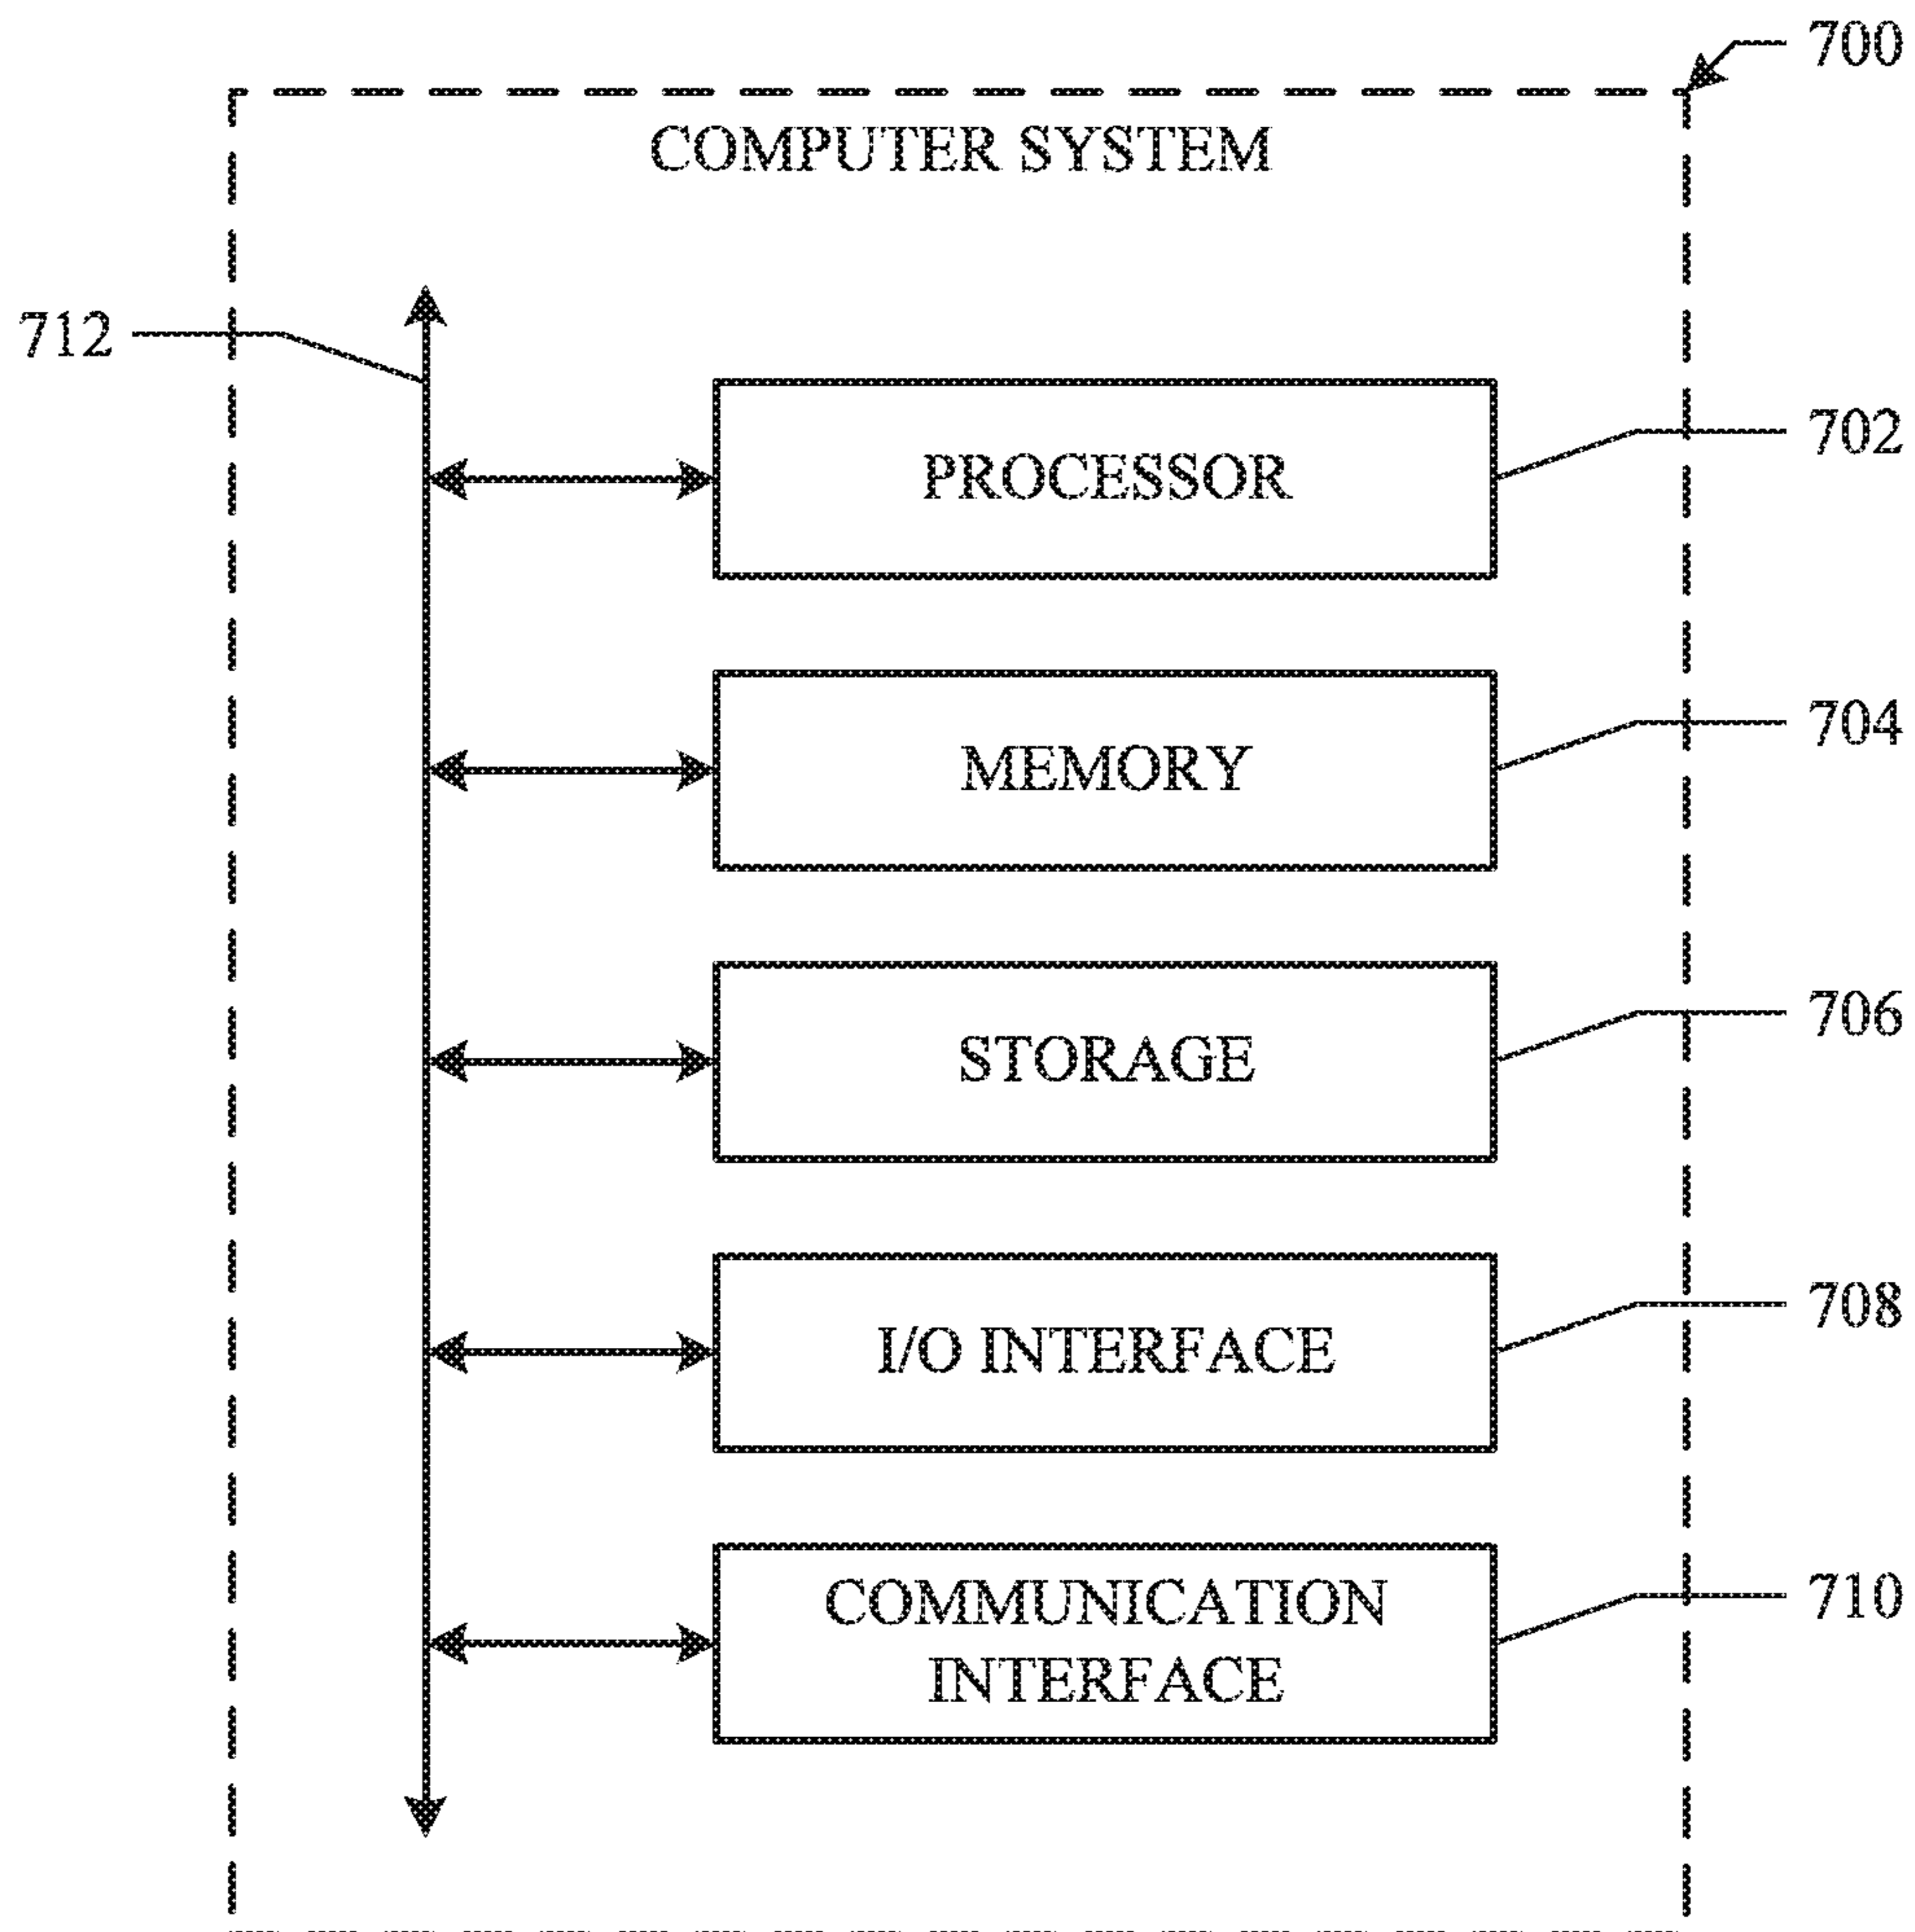 700
COMPUTER SYSTEM
712
PROCESSOR
702
MEMORY
704
STORAGE
706
I/O INTERFACE
708
COMMUNICATION
INTERFACE
710